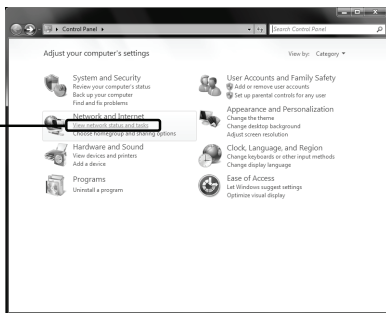 Control Panel
Search Control Panel
Adjust your computer's settings
View by: Category
System and Security
Review your computer's status
Back up your computer
Find and fix problems
Network and Internet
View network status and tasks
Choose homegroup and sharing options
Hardware and Sound
View devices and printers
Add a device
Programs
Uninstall a program
User Accounts and Family Safety
Add or remove user accounts
Set up parental controls for any user
Appearance and Personalization
Change the theme
Change desktop background
Adjust screen resolution
Clock, Language, and Region
Change keyboards or other input methods
Change display language
Ease of Access
Let Windows suggest settings
Optimize visual display